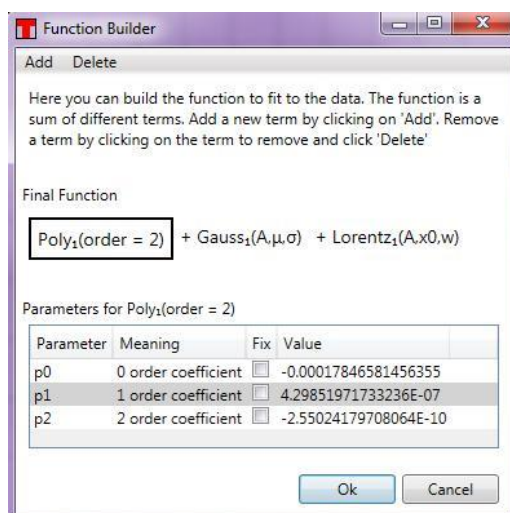 Function Builder
Add Delete
Here you can build the function to fit to the data. The function is a
sum of different terms. Add a new term by clicking on 'Add'. Remove
a term by clicking on the term to remove and click 'Delete'
Final Function
Poly₁(order = 2) + Gauss₁(A,μ,σ) + Lorentz₁(A,x0,w)
Parameters for Poly₁(order = 2)
Parameter Meaning Fix Value
p0 0 order coefficient -0.00017846581456355
p1 1 order coefficient 4.29851971733236E-07
p2 2 order coefficient -2.55024179708064E-10
Ok Cancel